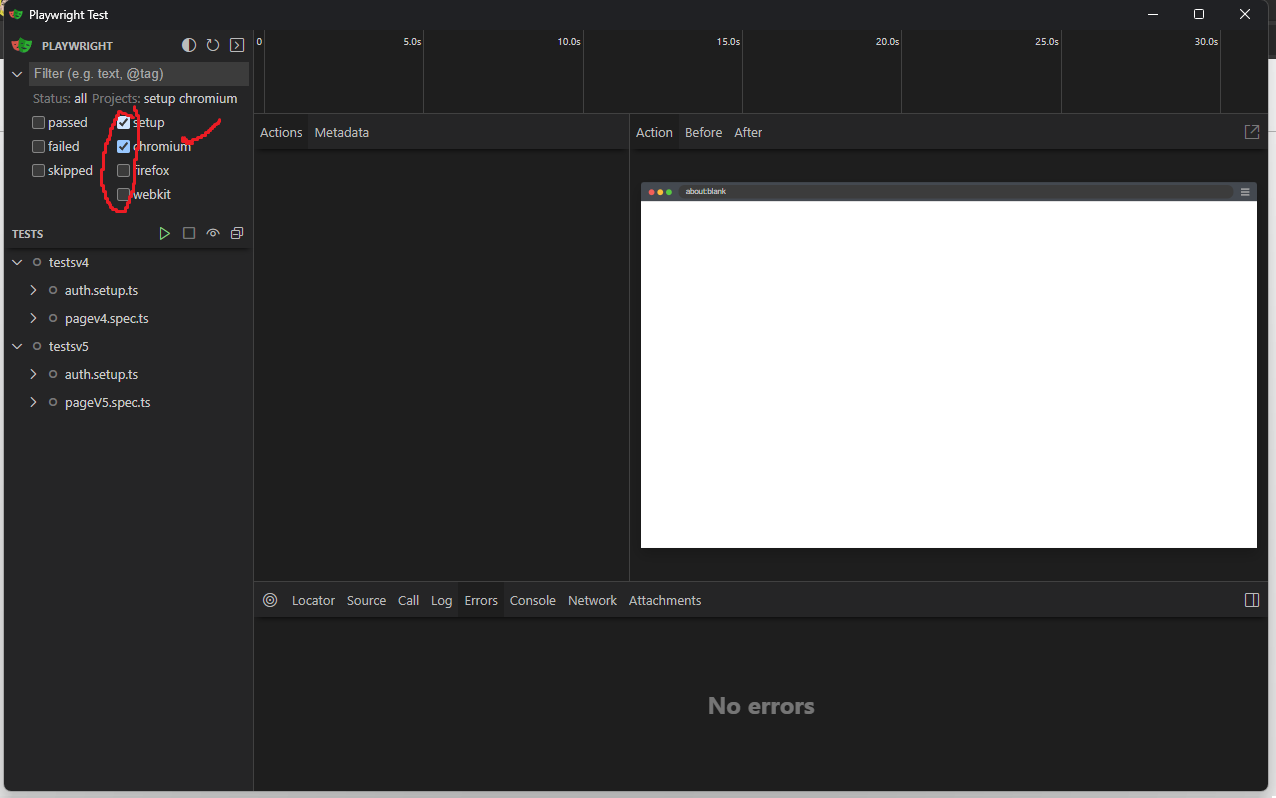 Playwright Test
PLAYWRIGHT
Filter (e.g. text, @tag)
Status: all Projects: setup chromium
passed
setup
failed
chromium
skipped
firefox
webkit
TESTS
testsv4
auth.setup.ts
pagev4.spec.ts
testsv5
auth.setup.ts
pageV5.spec.ts
0 5.0s 10.0s 15.0s 20.0s 25.0s 30.0s
Actions Metadata
Action Before After
about:blank
Locator Source Call Log Errors Console Network Attachments
No errors